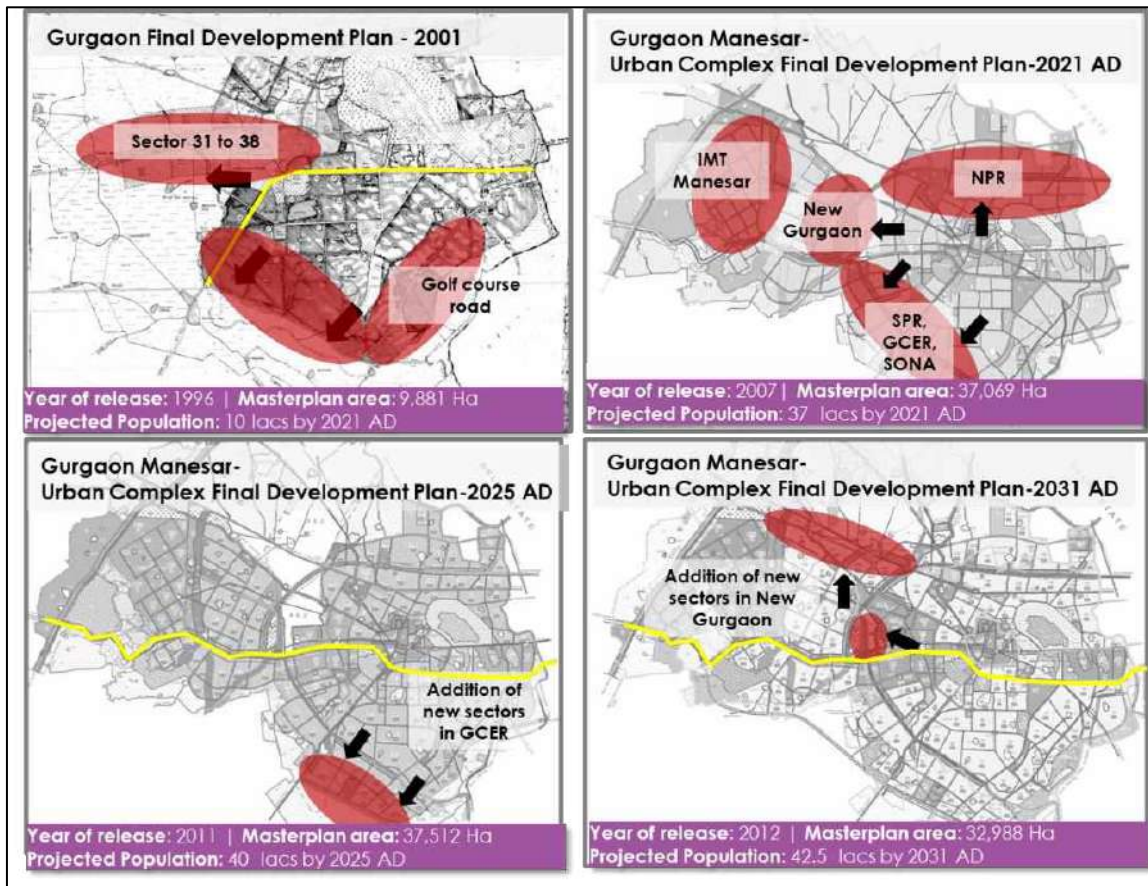 Gurgaon Final Development Plan - 2001
Sector 31 to 38
Golf course
road
Year of release: 1996 | Masterplan area: 9,881 Ha
Projected Population: 10 lacs by 2021 AD
Gurgaon Manesar-
Urban Complex Final Development Plan-2021 AD
IMT
Manesar
New
Gurgaon
NPR
SPR,
GCER,
SONA
Year of release: 2007 | Masterplan area: 37,069 Ha
Projected Population: 37 lacs by 2021 AD
Gurgaon Manesar-
Urban Complex Final Development Plan-2025 AD
Addition of
new sectors
in GCER
Year of release: 2011 | Masterplan area: 37,512 Ha
Projected Population: 40 lacs by 2025 AD
Gurgaon Manesar-
Urban Complex Final Development Plan-2031 AD
Addition of new
sectors in New
Gurgaon
Year of release: 2012 | Masterplan area: 32,988 Ha
Projected Population: 42.5 lacs by 2031 AD